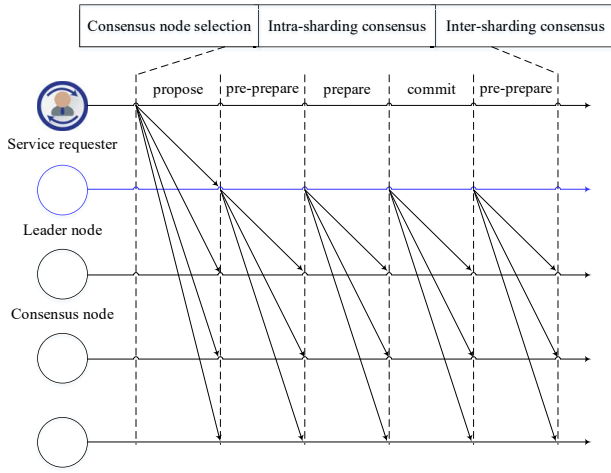 Consensus node selection
Intra-sharding consensus
Inter-sharding consensus
propose
pre-prepare
prepare
commit
pre-prepare
Service requester
Leader node
Consensus node